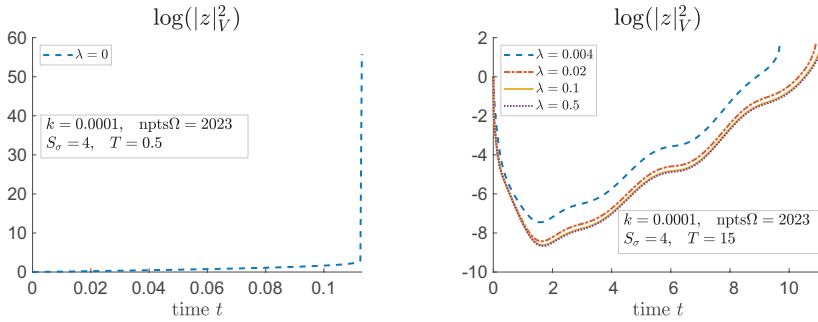 log(|z|²_V)
60
50
40
30
20
10
0
λ = 0
k = 0.0001, nptsΩ = 2023
S_σ = 4, T = 0.5
0 0.02 0.04 0.06 0.08 0.1
time t
log(|z|²_V)
2
0
-2
-4
-6
-8
-10
λ = 0.004
λ = 0.02
λ = 0.1
λ = 0.5
k = 0.0001, nptsΩ = 2023
S_σ = 4, T = 15
0 2 4 6 8 10
time t